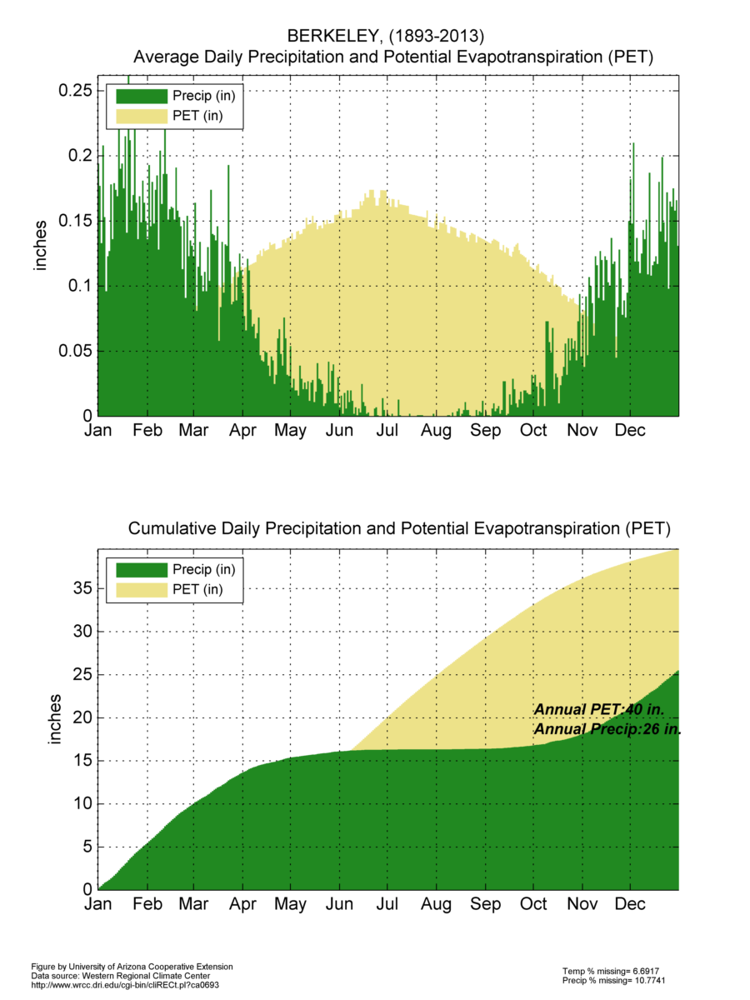 BERKELEY, (1893-2013)
Average Daily Precipitation and Potential Evapotranspiration (PET)
0.25
0.2
0.15
0.1
0.05
0
inches
Precip (in)
PET (in)
Jan Feb Mar Apr May Jun Jul Aug Sep Oct Nov Dec
Cumulative Daily Precipitation and Potential Evapotranspiration (PET)
35
30
25
20
15
10
5
0
inches
Precip (in)
PET (in)
Annual PET:40 in.
Annual Precip:26 in.
Jan Feb Mar Apr May Jun Jul Aug Sep Oct Nov Dec
Figure by University of Arizona Cooperative Extension
Data source: Western Regional Climate Center
http://www.wrcc.dri.edu/cgi-bin/cliRECt.pl?ca0693
Temp % missing= 6.6917
Precip % missing= 10.7741